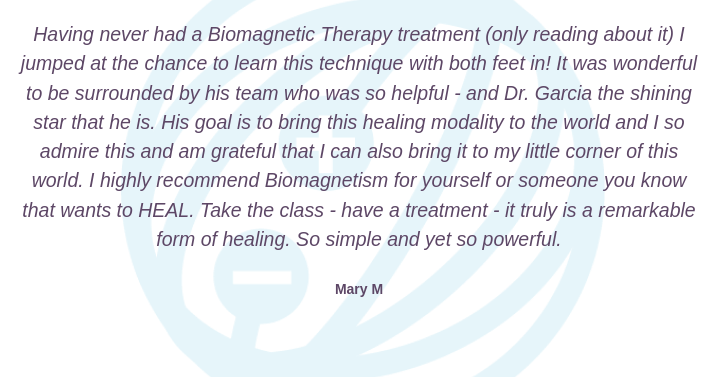 Having never had a Biomagnetic Therapy treatment (only reading about it) I
jumped at the chance to learn this technique with both feet in! It was wonderful
to be surrounded by his team who was so helpful - and Dr. Garcia the shining
star that he is. His goal is to bring this healing modality to the world and I so
admire this and am grateful that I can also bring it to my little corner of this
world. I highly recommend Biomagnetism for yourself or someone you know
that wants to HEAL. Take the class - have a treatment - it truly is a remarkable
form of healing. So simple and yet so powerful.
Mary M